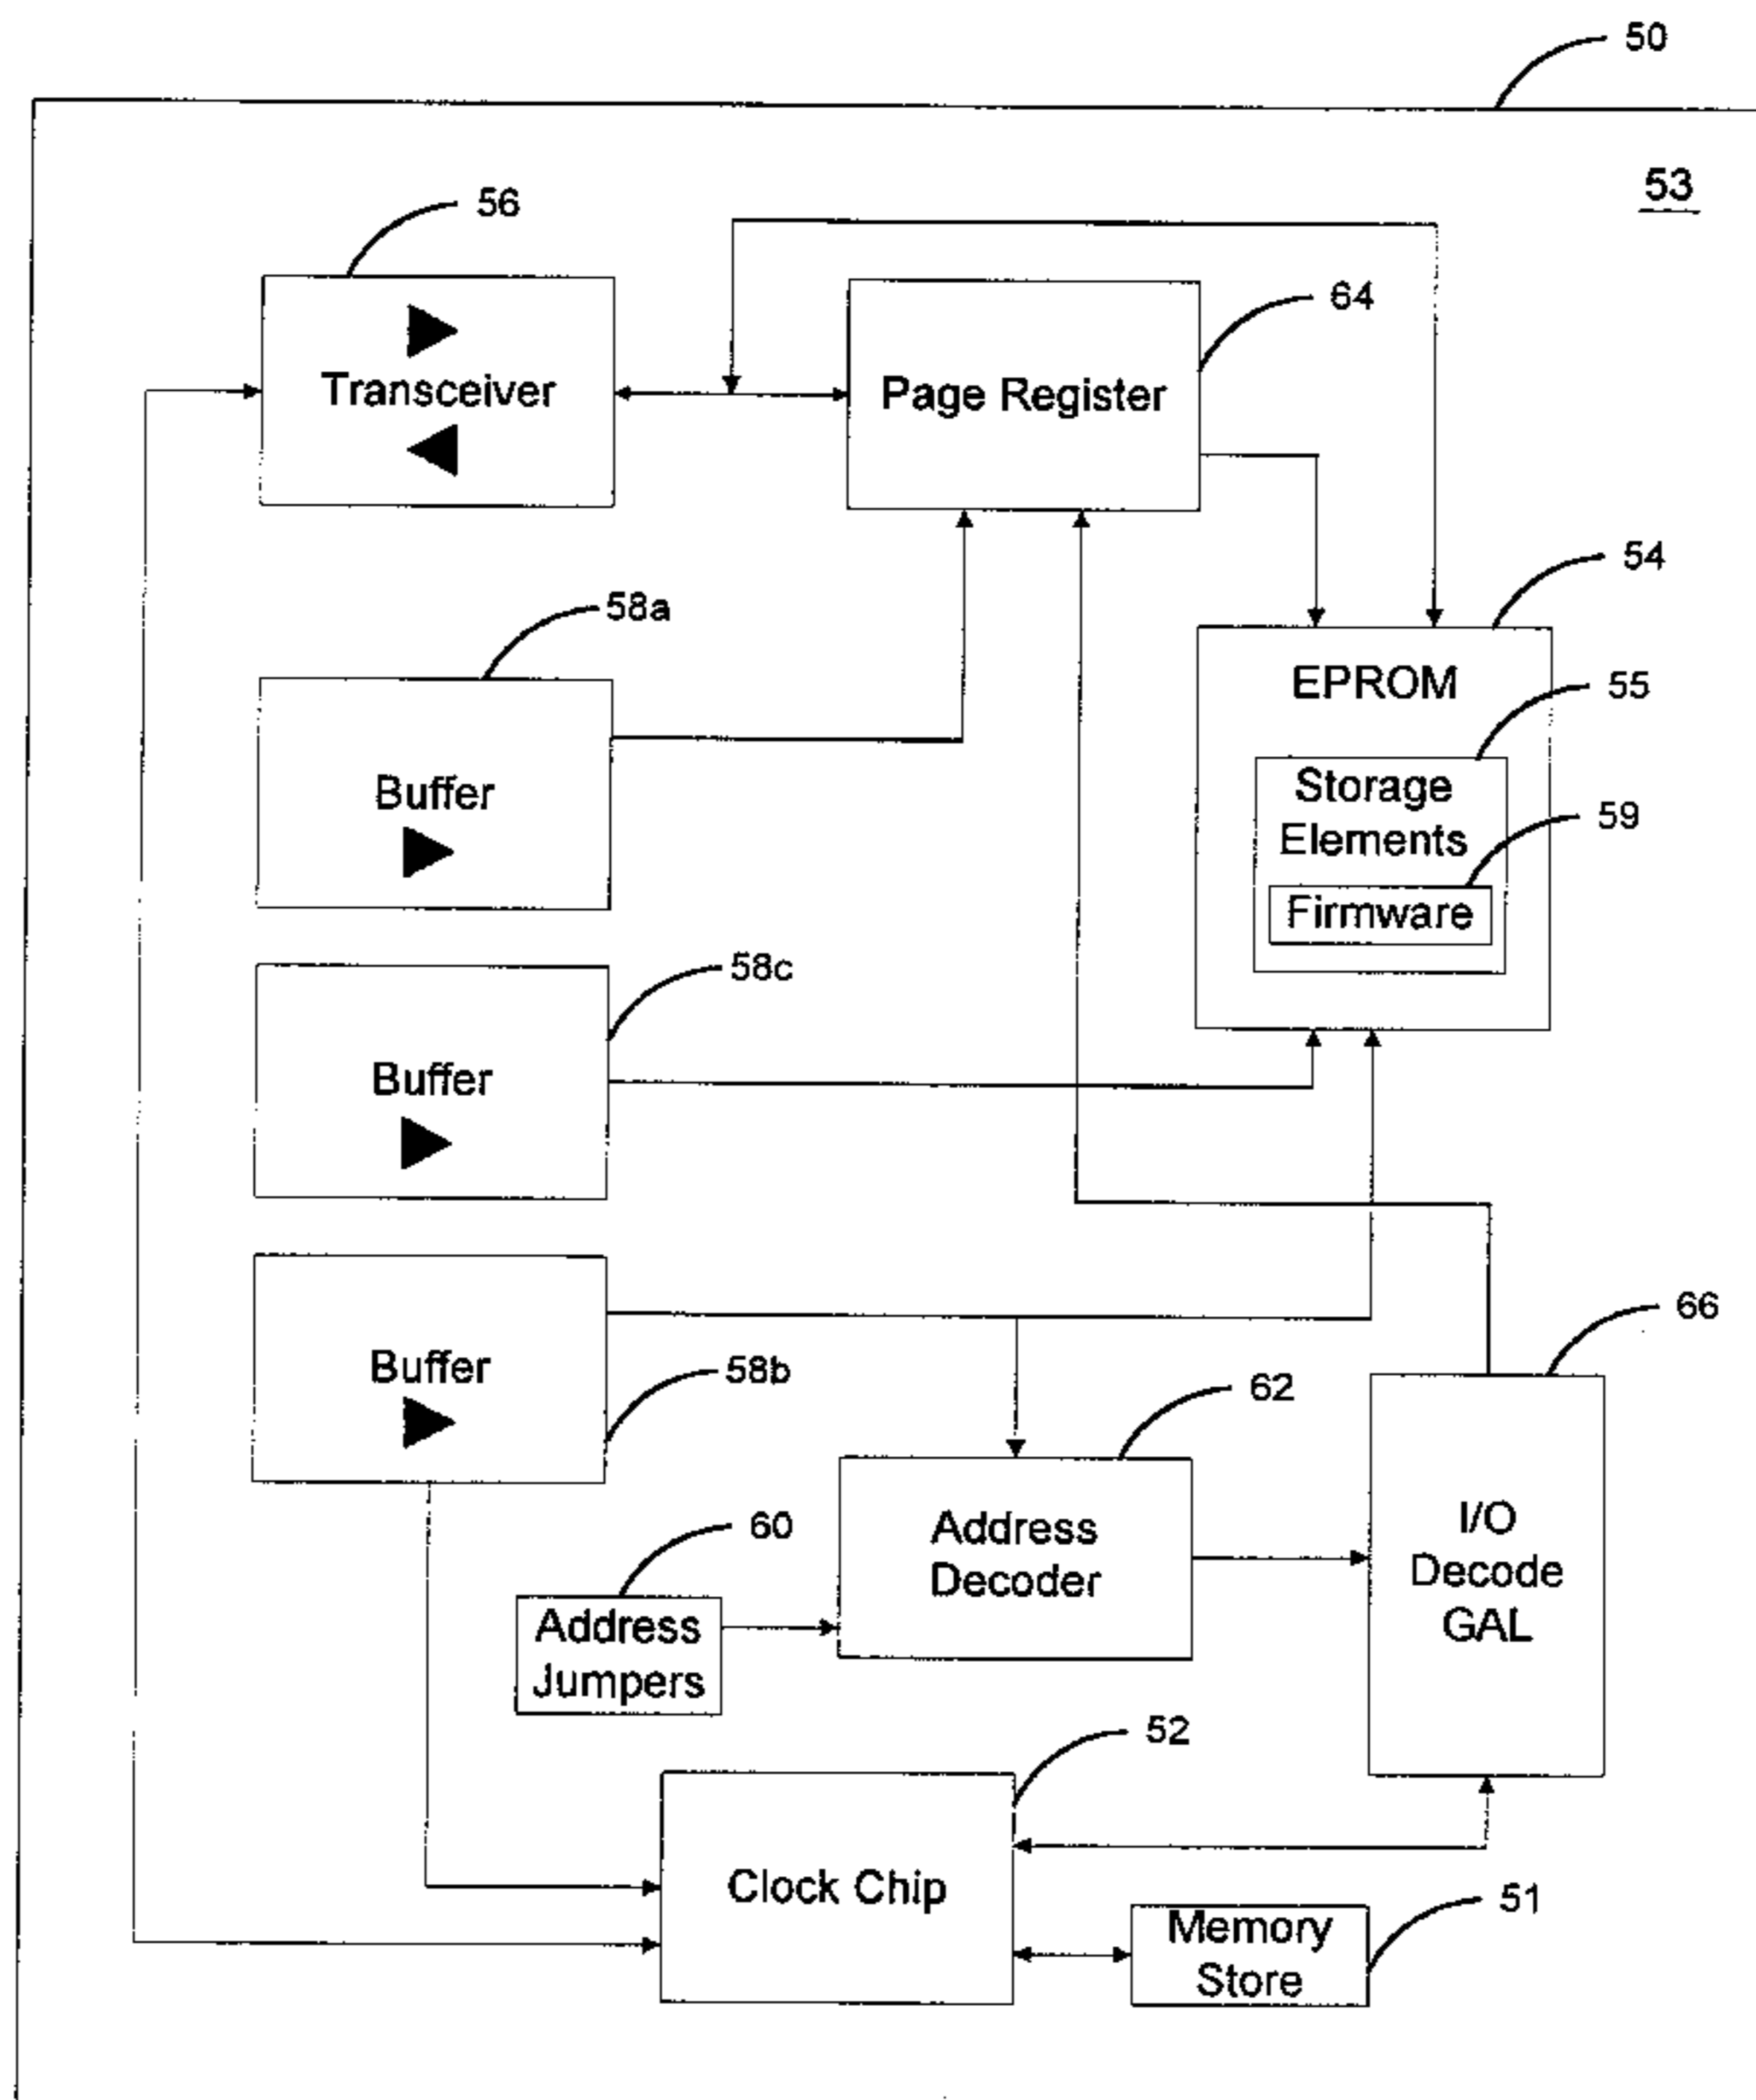 50
53
56
Transceiver
Page Register
64
54
EPROM
55
Storage
Elements
59
Firmware
58a
Buffer
58c
Buffer
Buffer
58b
66
62
Address
Decoder
I/O
Decode
GAL
60
Address
Jumpers
52
Clock Chip
51
Memory
Store